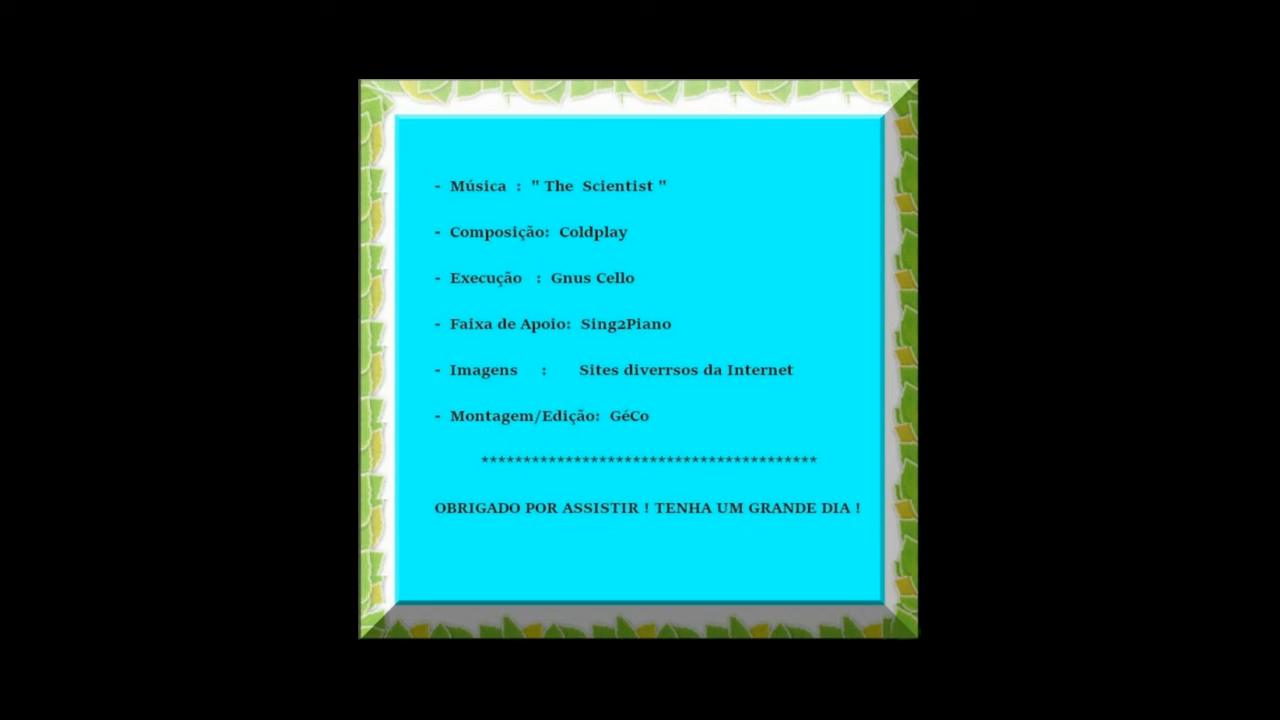 - Música : " The Scientist "
- Composição: Coldplay
- Execução : Gnus Cello
- Faixa de Apoio: Sing2Piano
- Imagens : Sites diverrsos da Internet
- Montagem/Edição: GéCo
****************************************
OBRIGADO POR ASSISTIR ! TENHA UM GRANDE DIA !